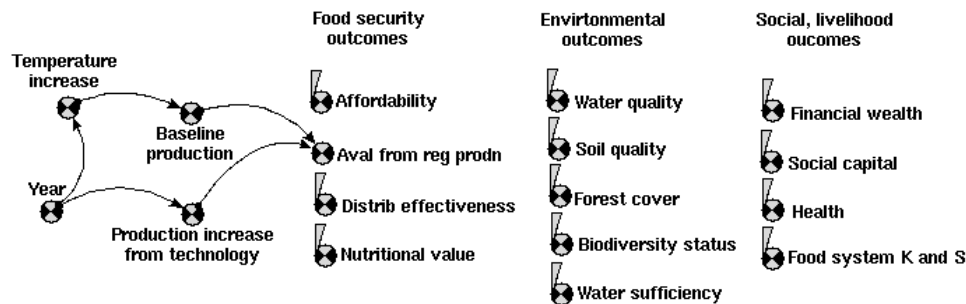 Temperature
increase
Baseline
production
Year
Production increase
from technology
Food security
outcomes
Affordability
Aval from reg prodn
Distrib effectiveness
Nutritional value
Envirtonmental
outcomes
Water quality
Soil quality
Forest cover
Biodiversity status
Water sufficiency
Social, livelihood
oucomes
Financial wealth
Social capital
Health
Food system K and S